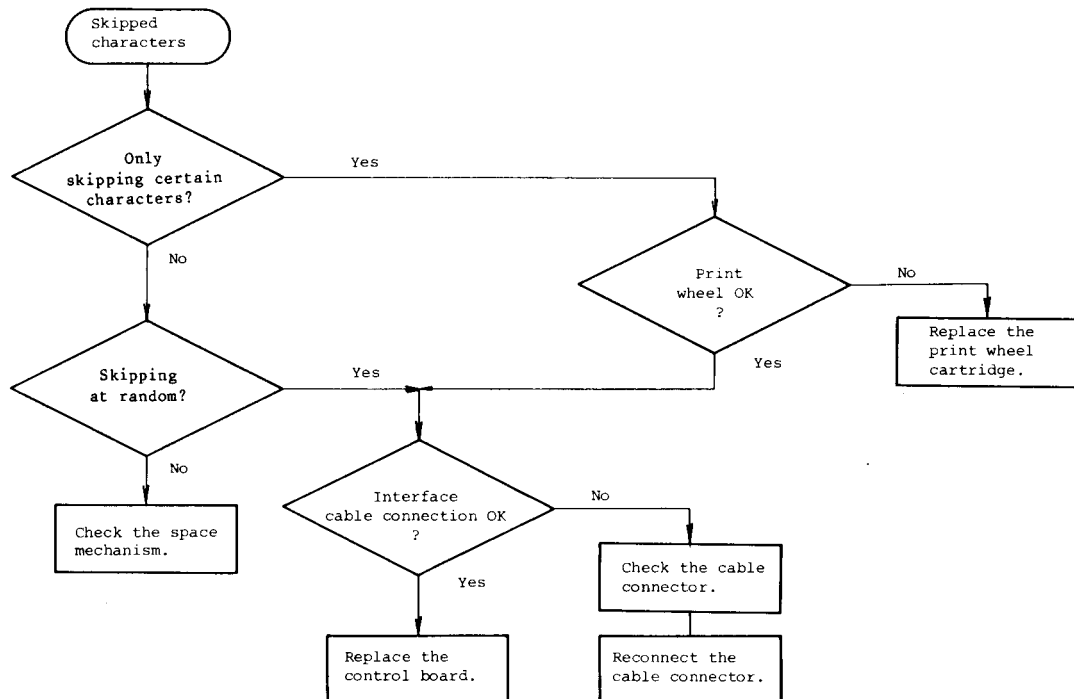 Skipped
characters
Only
skipping certain
characters?
Yes
No
Print
wheel OK
?
No
Replace the
print wheel
cartridge.
Yes
Skipping
at random?
Yes
No
Check the space
mechanism.
Interface
cable connection OK
?
No
Check the cable
connector.
Reconnect the
cable connector.
Yes
Replace the
control board.